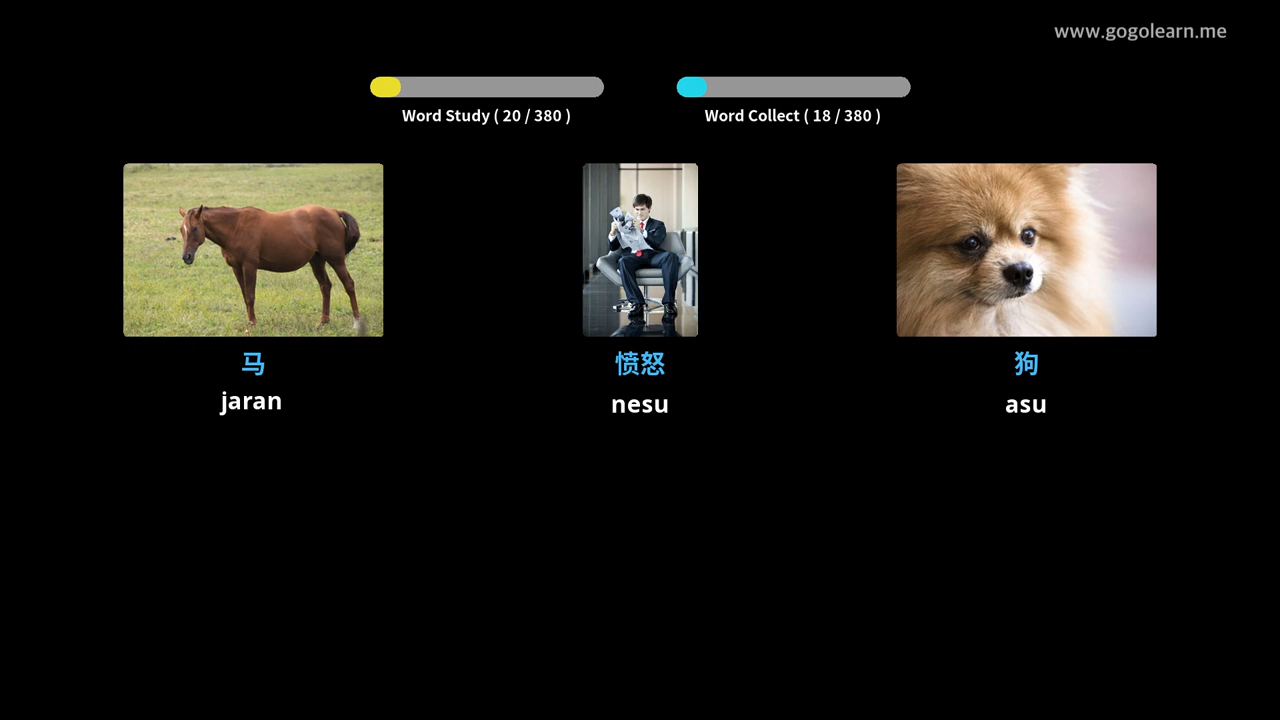 www.gogolearn.me
Word Study ( 20 / 380 )
Word Collect ( 18 / 380 )
马
jaran
愤怒
nesu
狗
asu